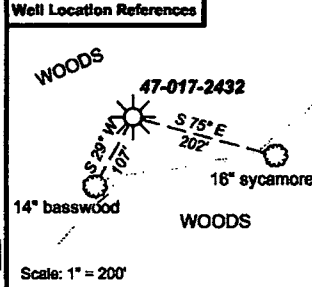 Well Location References
WOODS
47-017-2432
S 29° W
107'
S 75° E
202'
14" basswood
16" sycamore
WOODS
Scale: 1" = 200'